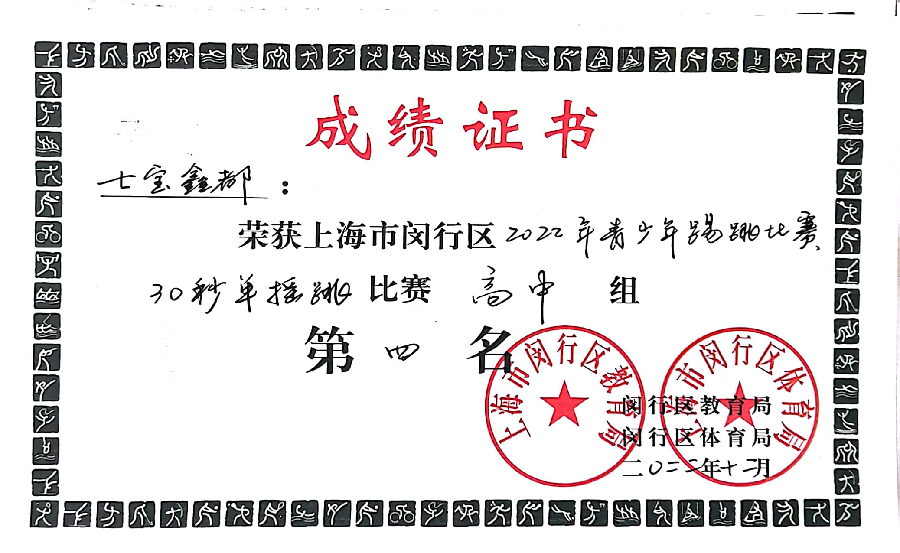 成绩证书
七宝鑫都：
荣获上海市闵行区2022年青少年踢跳比赛
30秒单摇跳比赛 高中 组
第 四 名
上海市闵行区教育局
上海市闵行区体育局
闵行区教育局
闵行区体育局
二〇二二年十二月